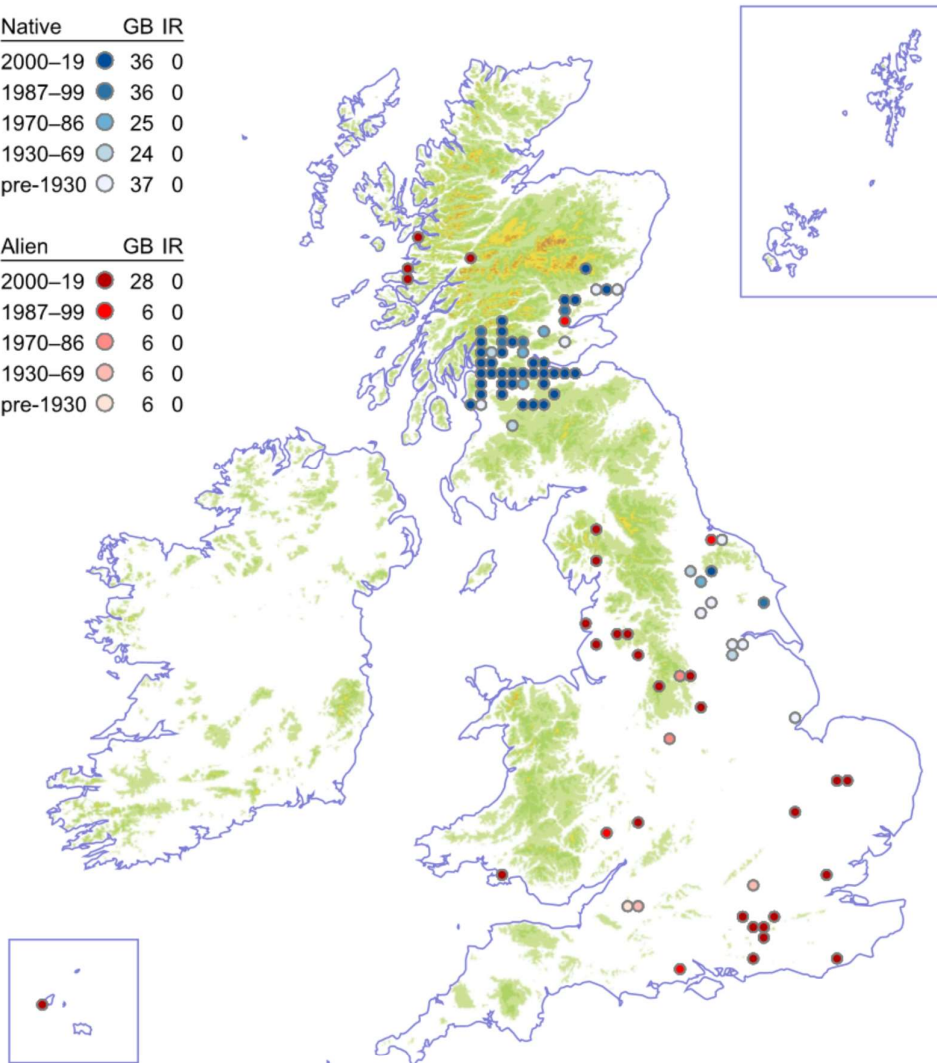 Native GB IR
2000–19 36 0
1987–99 36 0
1970–86 25 0
1930–69 24 0
pre-1930 37 0
Alien GB IR
2000–19 28 0
1987–99 6 0
1970–86 6 0
1930–69 6 0
pre-1930 6 0